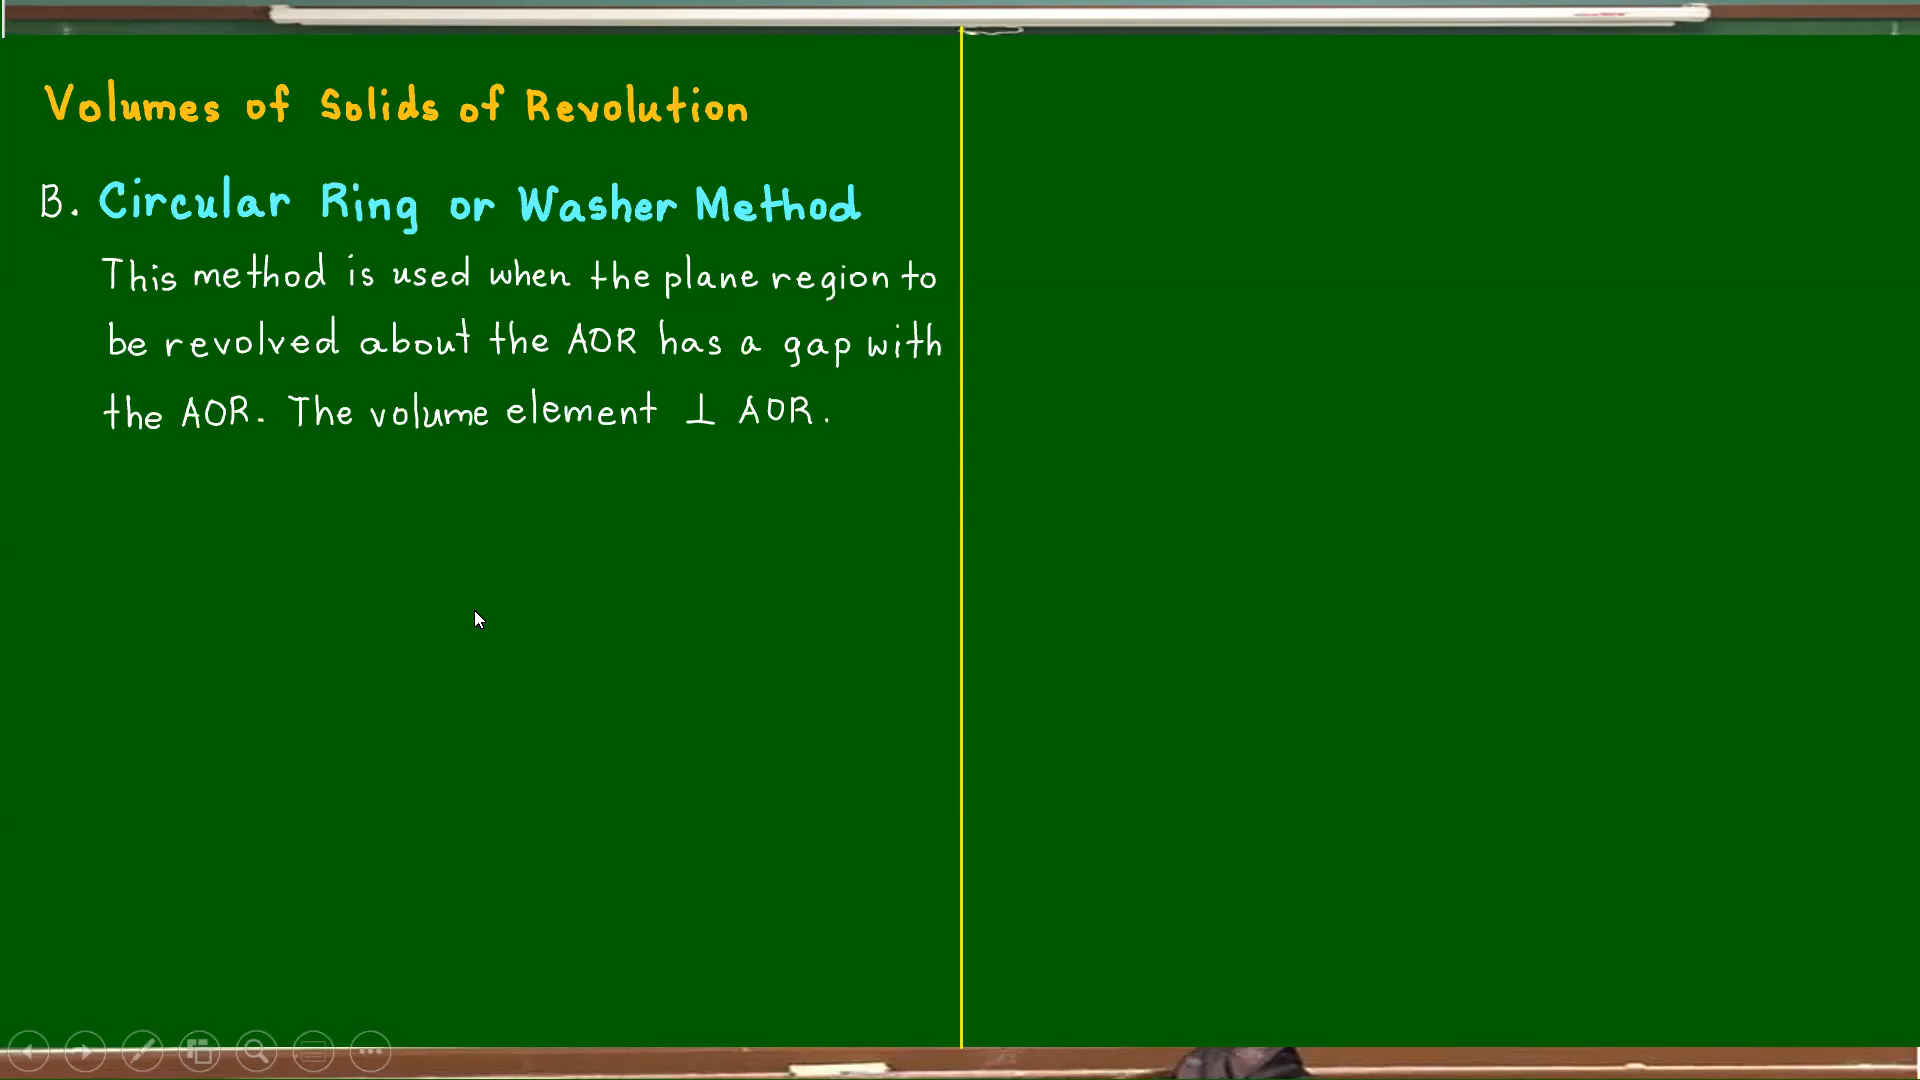 Volumes of Solids of Revolution
B. Circular Ring or Washer Method
This method is used when the plane region to
be revolved about the AOR has a gap with
the AOR. The volume element ⊥ AOR.